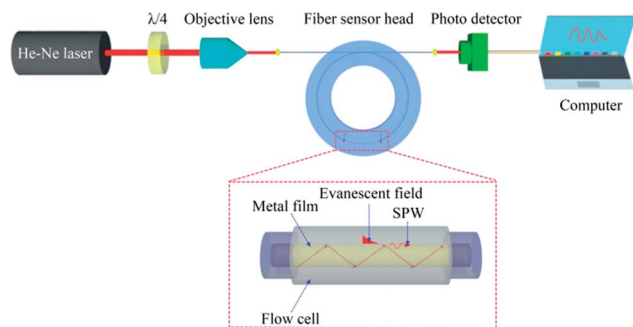 He-Ne laser
λ/4
Objective lens
Fiber sensor head
Photo detector
Computer
Evanescent field
Metal film
SPW
Flow cell